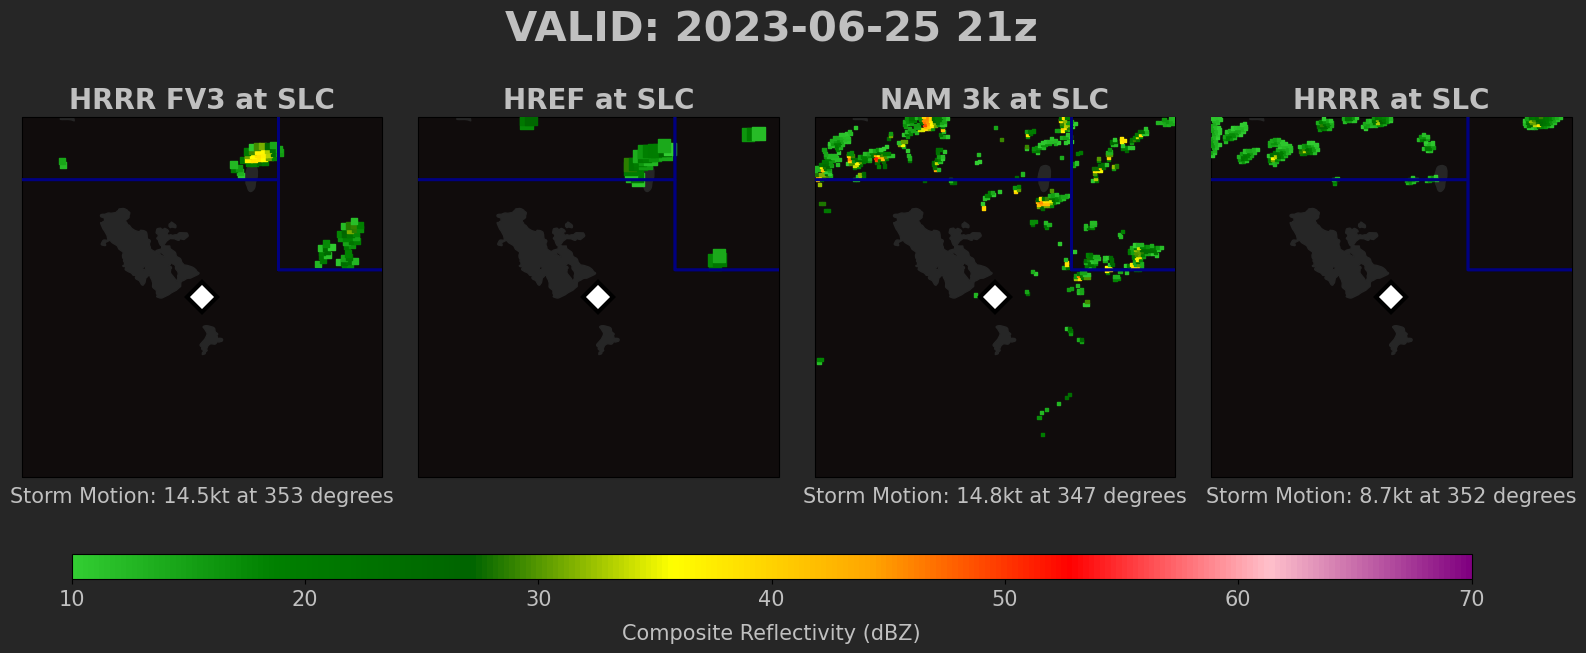 VALID: 2023-06-25 21z
HRRR FV3 at SLC
HREF at SLC
NAM 3k at SLC
HRRR at SLC
Storm Motion: 14.5kt at 353 degrees
Storm Motion: 14.8kt at 347 degrees
Storm Motion: 8.7kt at 352 degrees
10 20 30 40 50 60 70
Composite Reflectivity (dBZ)